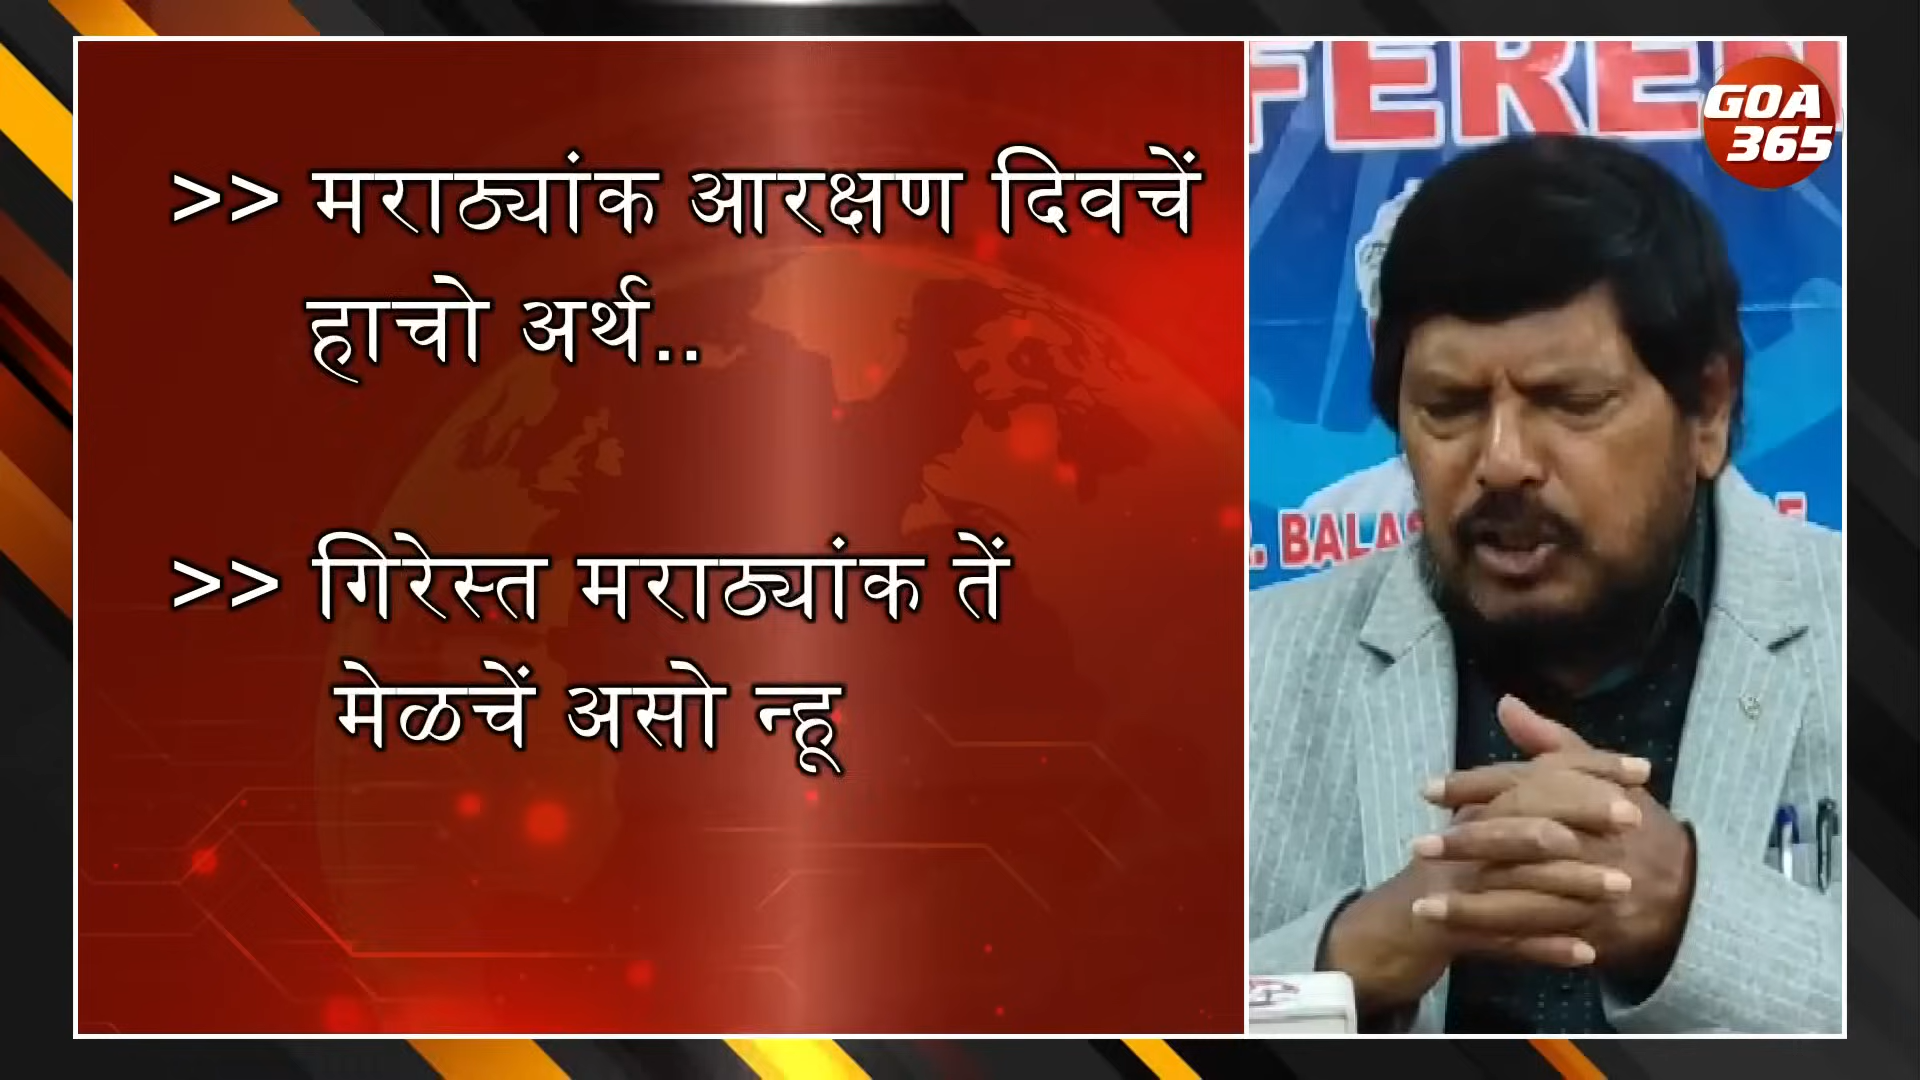 >> मराठ्यांक आरक्षण दिवचें
हाचो अर्थ..
>> गिरेस्त मराठ्यांक तें
मेळचें असो न्हू
FEREN
GOA
365
. BALAS